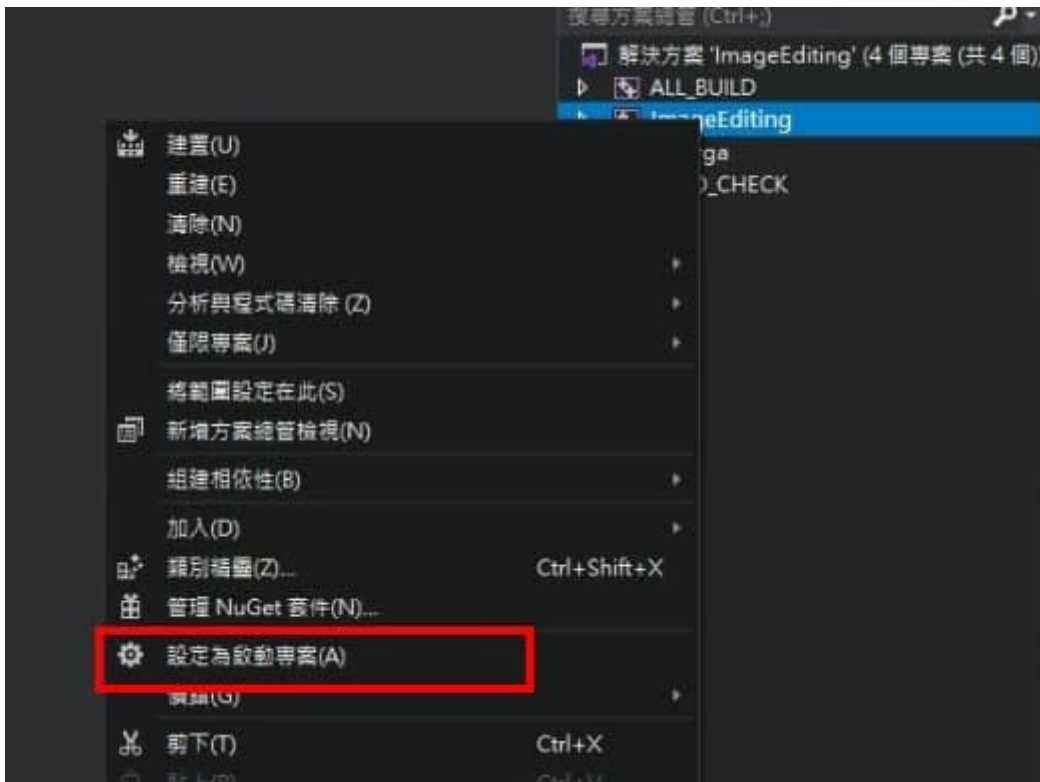 搜尋方案總管 (Ctrl+;)
解決方案 'ImageEditing' (4 個專案 (共 4 個)
ALL_BUILD
ImageEditing
rga
_CHECK
建置(U)
重建(E)
清除(N)
檢視(W)
分析與程式碼清除 (Z)
僅限專案(J)
將範圍設定在此(S)
新增方案總管檢視(N)
組建相依性(B)
加入(D)
類別精靈(Z)...
Ctrl+Shift+X
管理 NuGet 套件(N)...
設定為啟動專案(A)
偵錯(G)
剪下(T)
Ctrl+X